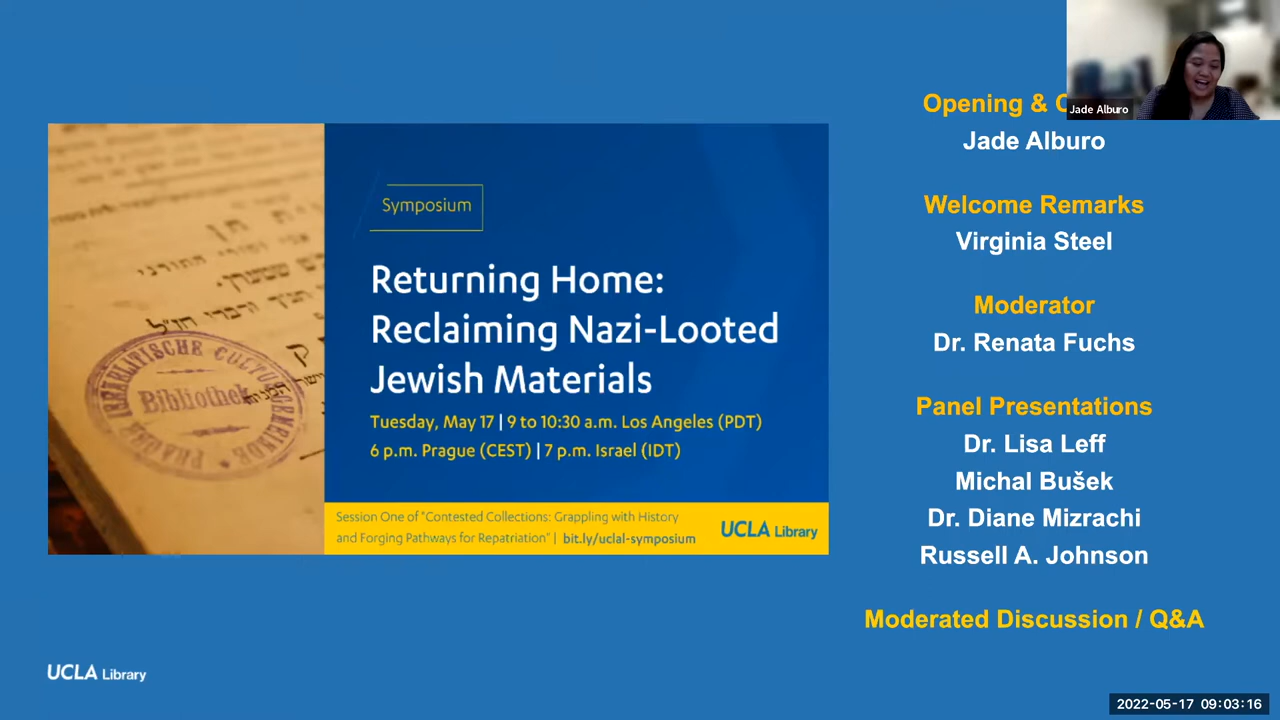 Opening & C
Jade Alburo
Jade Alburo
Symposium
Returning Home:
Reclaiming Nazi-Looted
Jewish Materials
Tuesday, May 17 | 9 to 10:30 a.m. Los Angeles (PDT)
6 p.m. Prague (CEST) | 7 p.m. Israel (IDT)
Session One of "Contested Collections: Grappling with History
and Forging Pathways for Repatriation" | bit.ly/uclal-symposium
UCLA Library
PRAGER ISRAELITISCHE CULTUSGEMEINDE
Bibliothek
Welcome Remarks
Virginia Steel
Moderator
Dr. Renata Fuchs
Panel Presentations
Dr. Lisa Leff
Michal Bušek
Dr. Diane Mizrachi
Russell A. Johnson
Moderated Discussion / Q&A
UCLA Library
2022-05-17 09:03:16